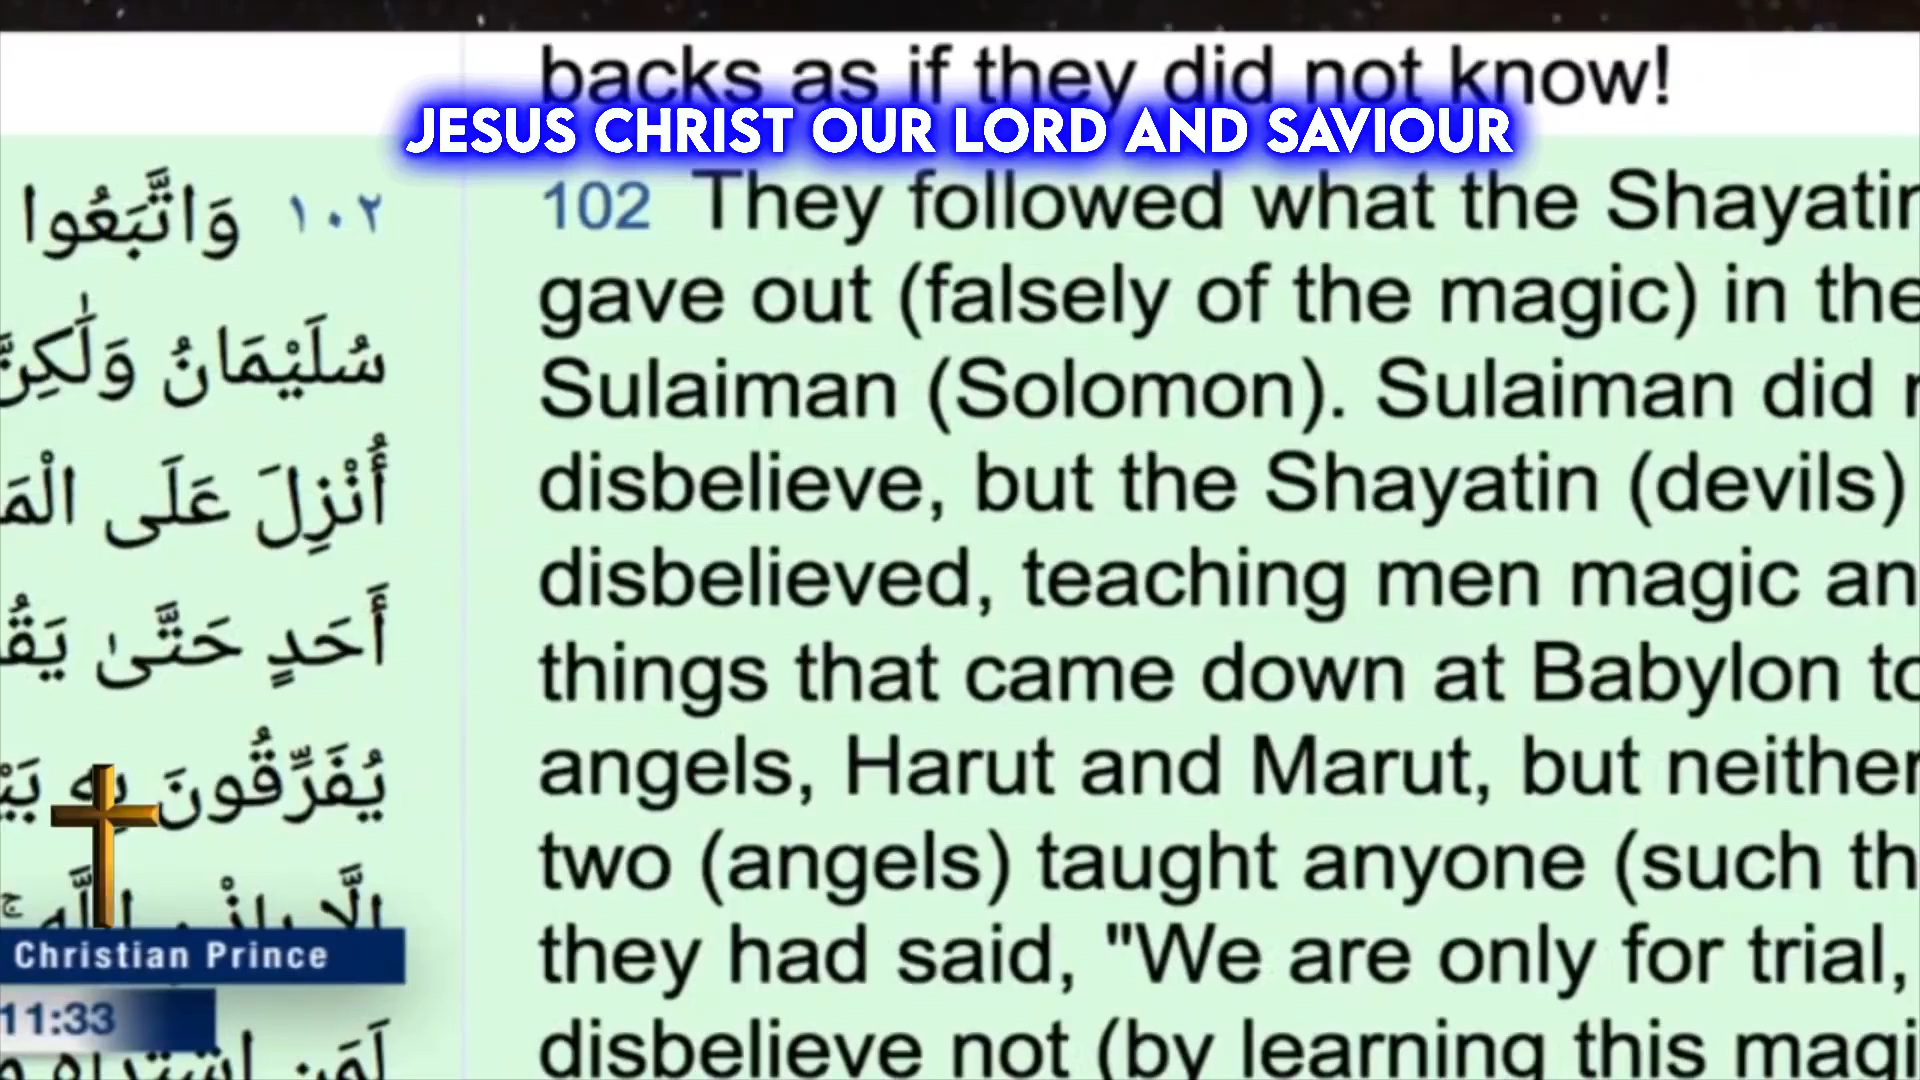 backs as if they did not know!
JESUS CHRIST OUR LORD AND SAVIOUR
١٠٢ وَاتَّبَعُوا
سُلَيْمَانُ وَلَٰكِنَّ
أُنْزِلَ عَلَى
أَحَدٍ حَتَّىٰ
يُفَرِّقُونَ بِهِ
102 They followed what the Shayatin
gave out (falsely of the magic) in the
Sulaiman (Solomon). Sulaiman did
disbelieve, but the Shayatin (devils)
disbelieved, teaching men magic an
things that came down at Babylon to
angels, Harut and Marut, but neither
two (angels) taught anyone (such th
they had said, "We are only for trial,
disbelieve not (by learning this magi
Christian Prince
11:33